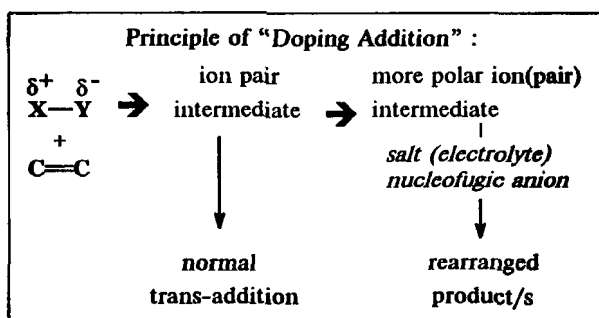 Principle of "Doping Addition" :
δ+ δ-
X—Y
+
C=C
ion pair
intermediate
more polar ion(pair)
intermediate
salt (electrolyte)
nucleofugic anion
normal
trans-addition
rearranged
product/s